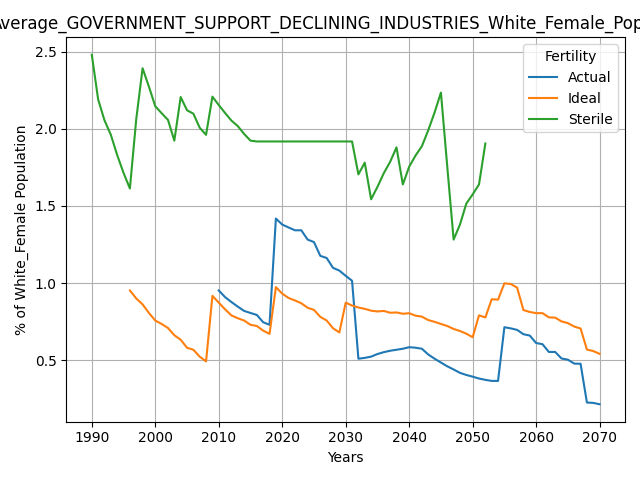 Average_GOVERNMENT_SUPPORT_DECLINING_INDUSTRIES_White_Female_Pop
Fertility
Actual
Ideal
Sterile
% of White_Female Population
2.5
2.0
1.5
1.0
0.5
1990 2000 2010 2020 2030 2040 2050 2060 2070
Years